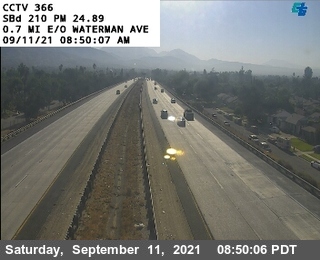 CCTV 366
SBd 210 PM 24.89
0.7 MI E/O WATERMAN AVE
09/11/21 08:50:07 AM
Saturday, September 11, 2021 08:50:06 PDT